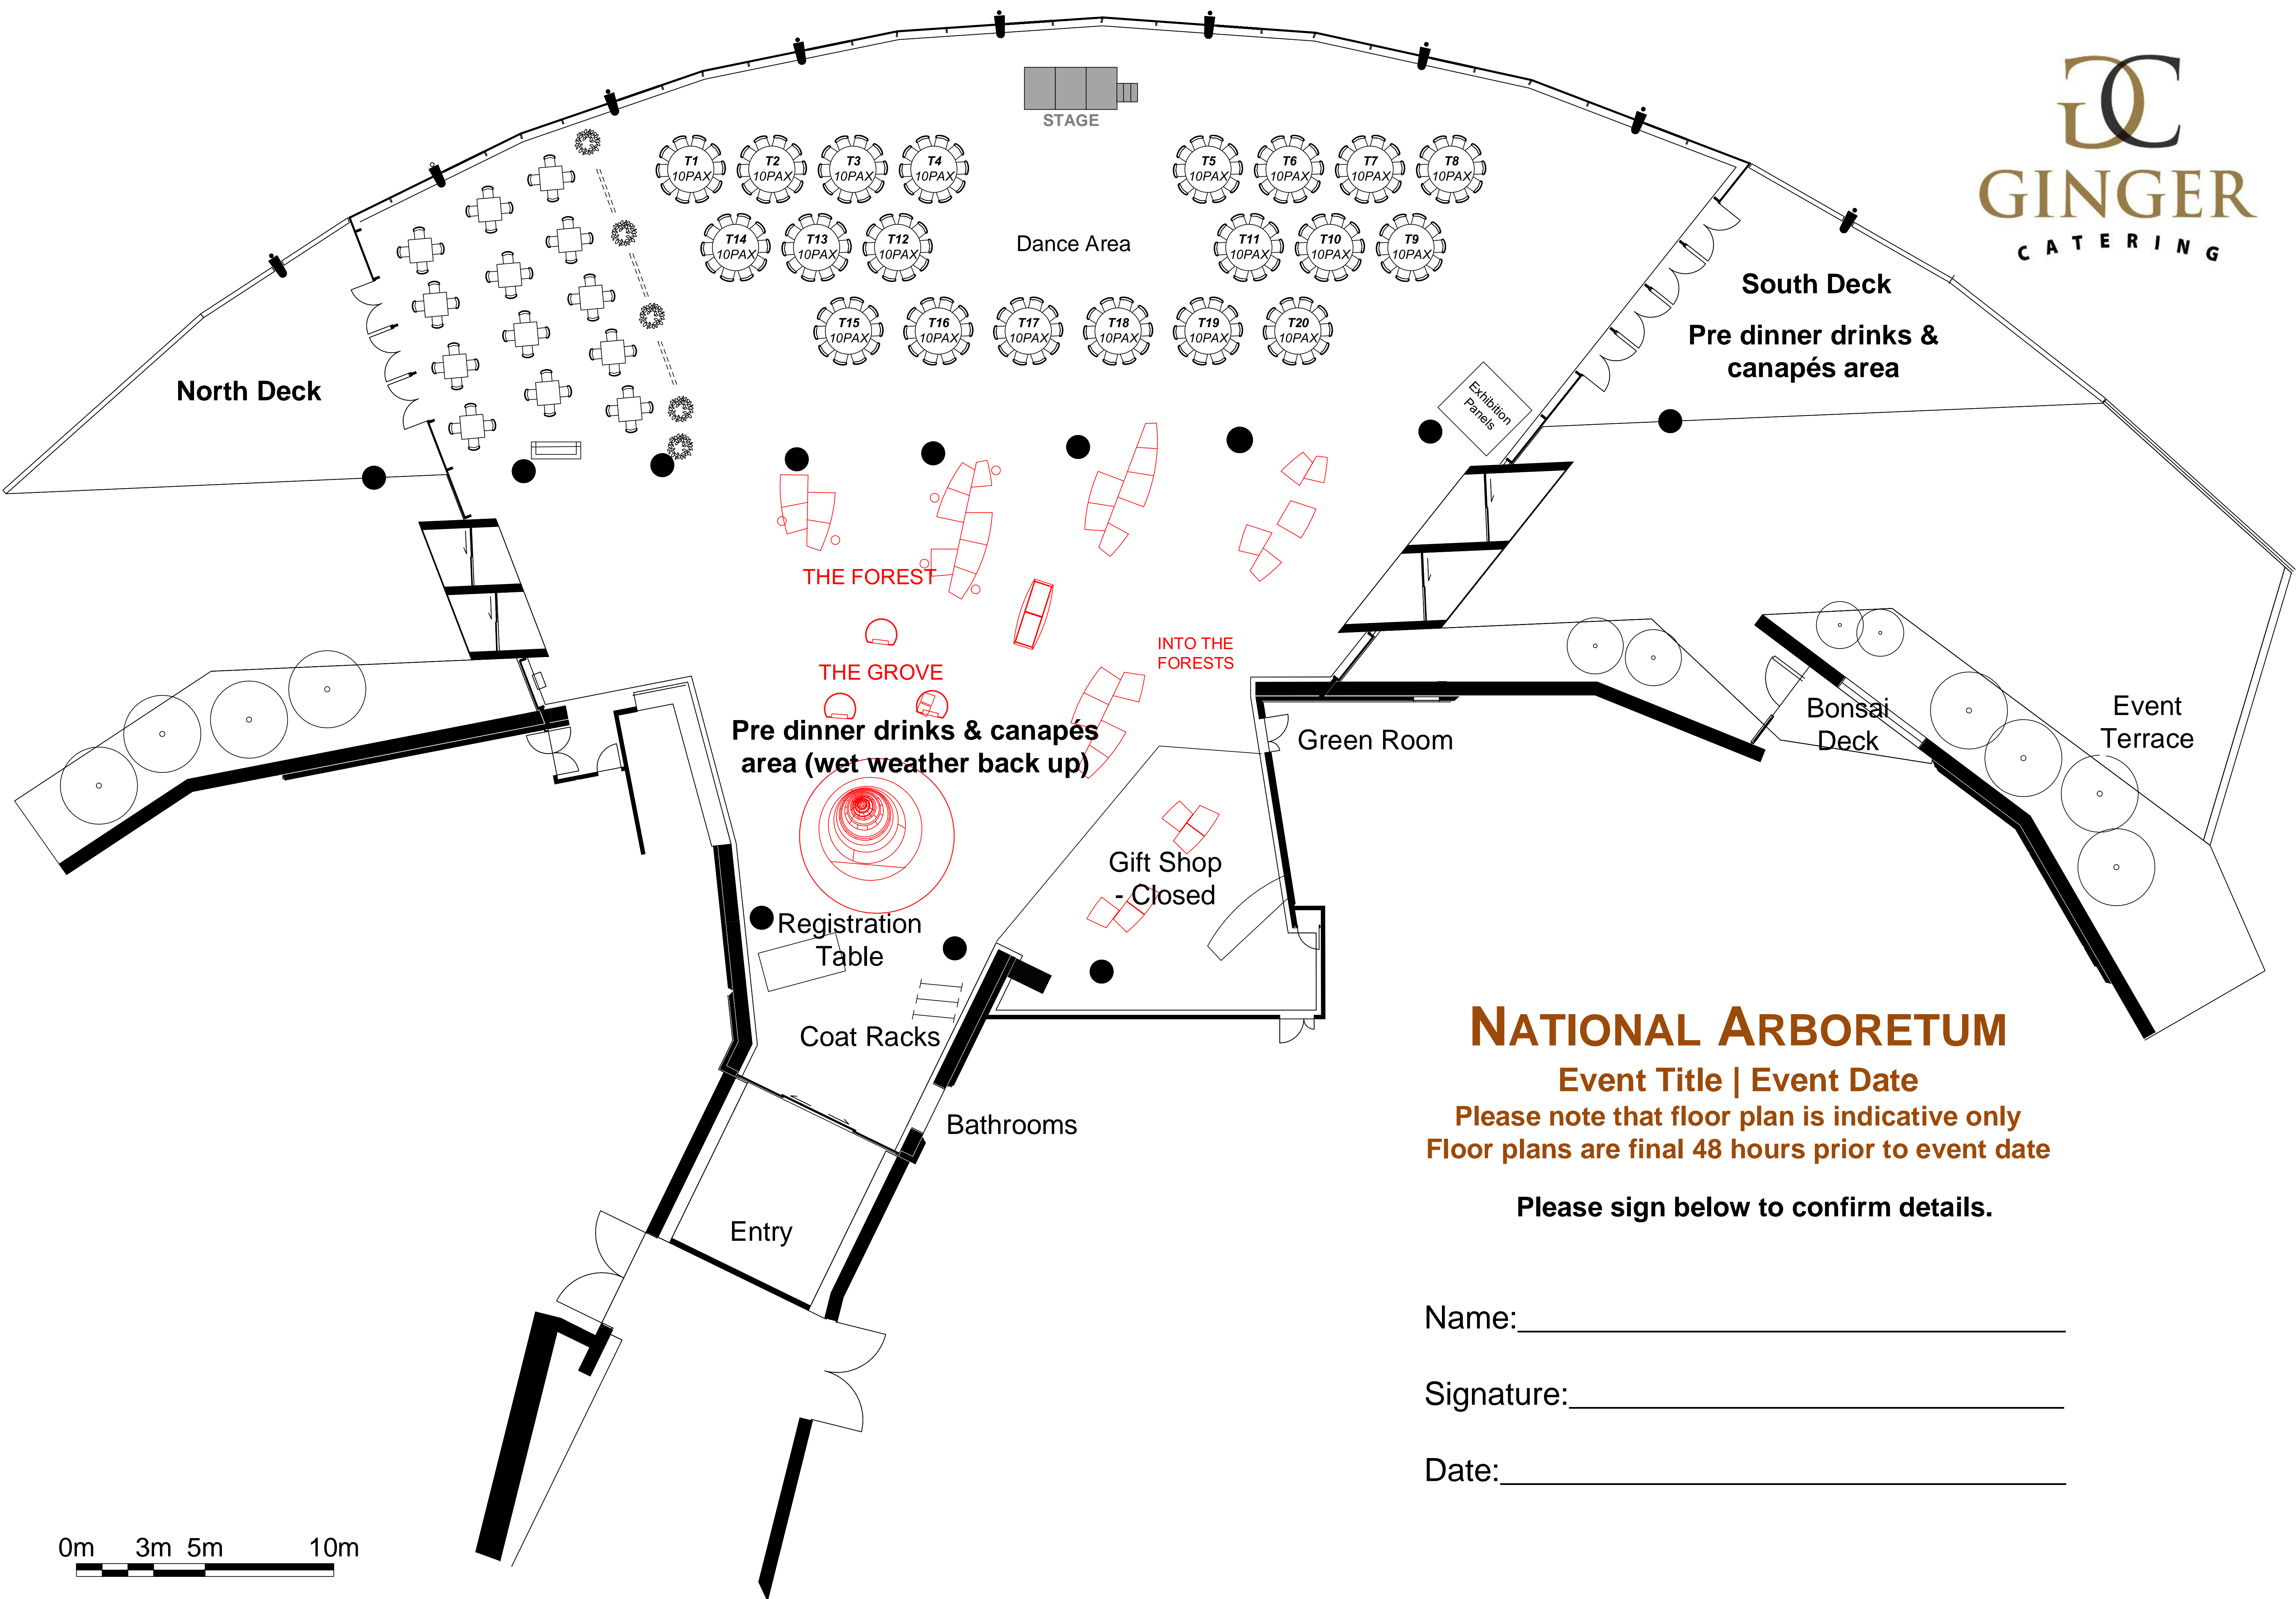 GC
GINGER
CATERING
STAGE
T1
10PAX
T2
10PAX
T3
10PAX
T4
10PAX
T5
10PAX
T6
10PAX
T7
10PAX
T8
10PAX
T14
10PAX
T13
10PAX
T12
10PAX
Dance Area
T11
10PAX
T10
10PAX
T9
10PAX
T15
10PAX
T16
10PAX
T17
10PAX
T18
10PAX
T19
10PAX
T20
10PAX
North Deck
South Deck
Pre dinner drinks &
canapés area
Exhibition
Panels
THE FOREST
THE GROVE
INTO THE
FORESTS
Pre dinner drinks & canapés
area (wet weather back up)
Green Room
Bonsai
Deck
Event
Terrace
Gift Shop
- Closed
Registration
Table
Coat Racks
Bathrooms
Entry
NATIONAL ARBORETUM
Event Title | Event Date
Please note that floor plan is indicative only
Floor plans are final 48 hours prior to event date
Please sign below to confirm details.
Name:
Signature:
Date:
0m 3m 5m 10m